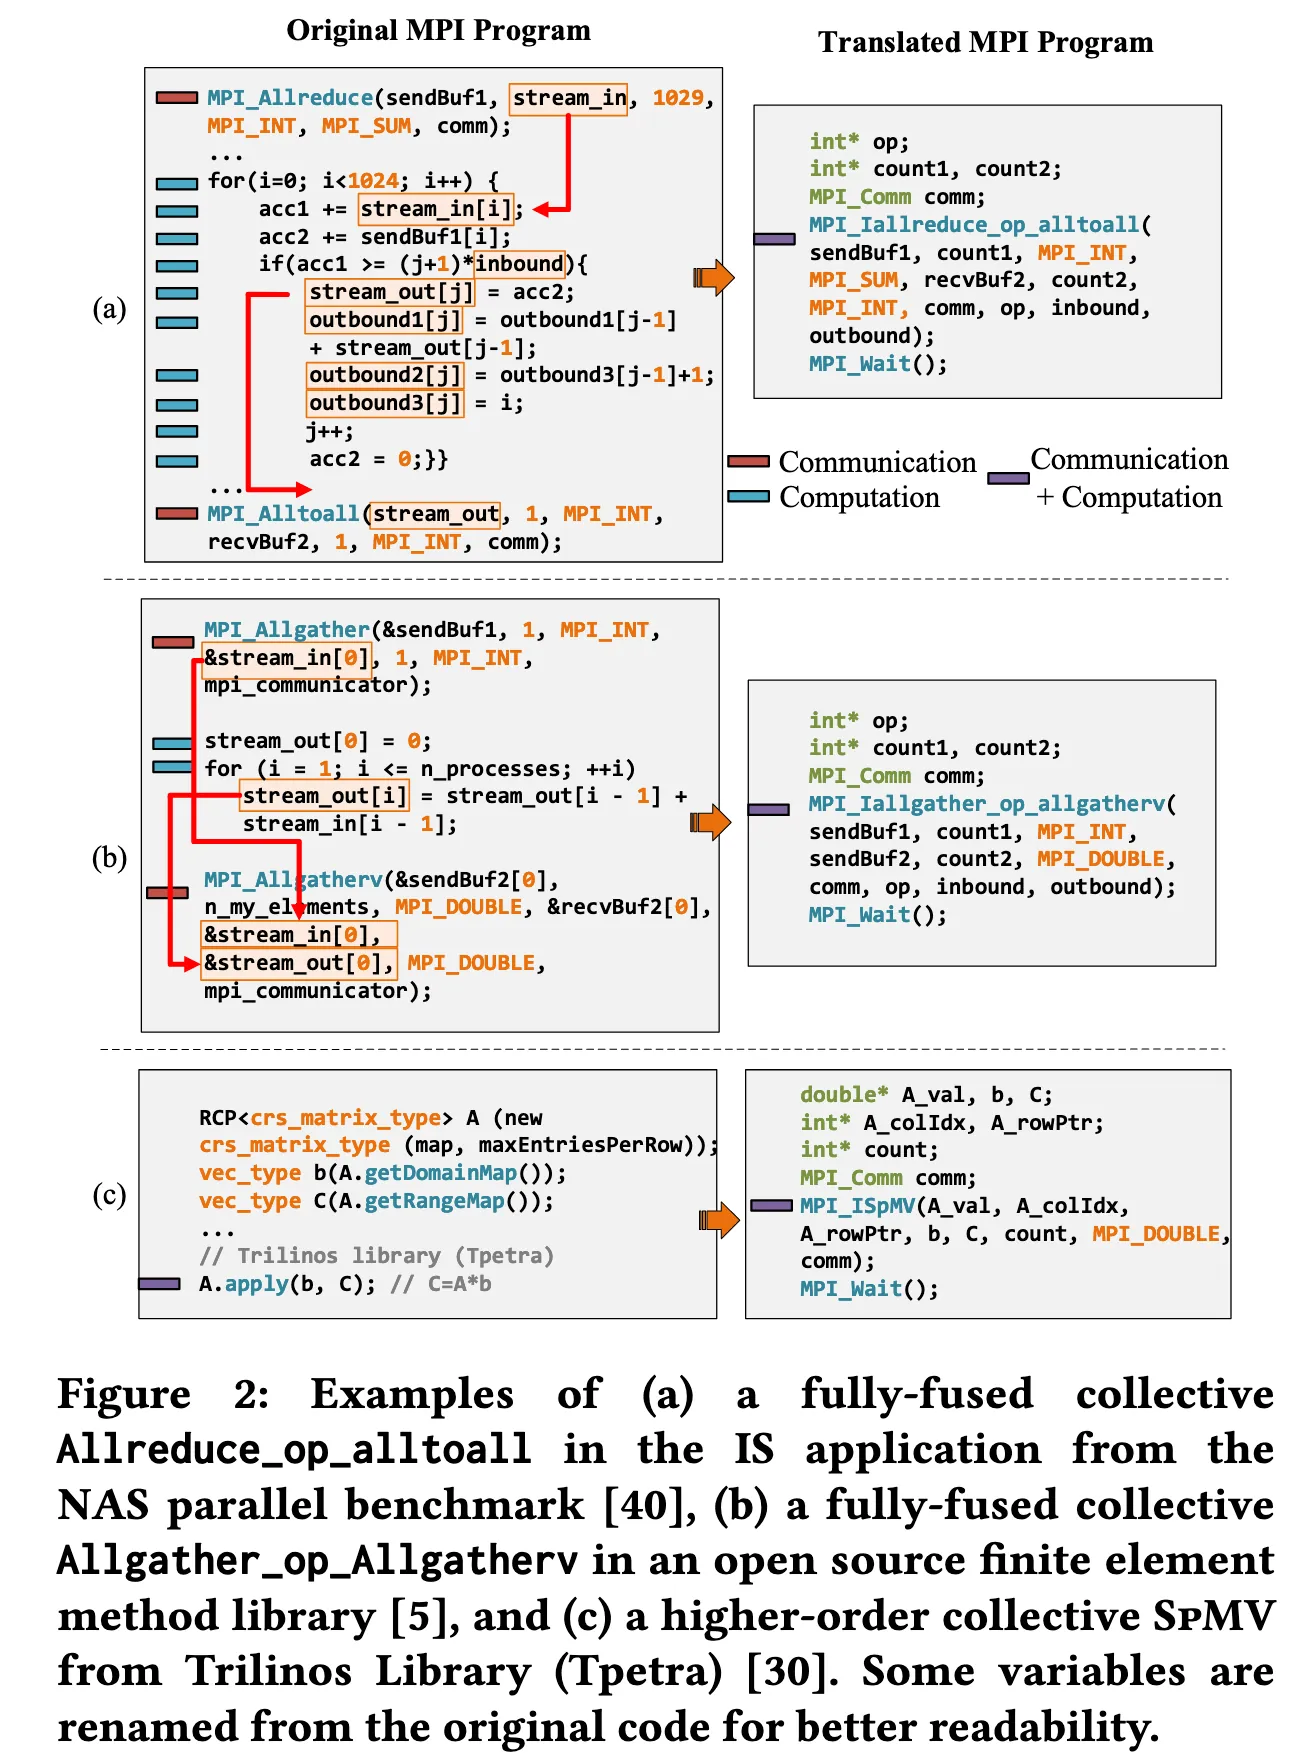 Original MPI Program
Translated MPI Program
(a)
MPI_Allreduce(sendBuf1, stream_in, 1029,
MPI_INT, MPI_SUM, comm);
...
for(i=0; i<1024; i++) {
acc1 += stream_in[i];
acc2 += sendBuf1[i];
if(acc1 >= (j+1)*inbound){
stream_out[j] = acc2;
outbound1[j] = outbound1[j-1]
+ stream_out[j-1];
outbound2[j] = outbound3[j-1]+1;
outbound3[j] = i;
j++;
acc2 = 0;}}
...
MPI_Alltoall(stream_out, 1, MPI_INT,
recvBuf2, 1, MPI_INT, comm);
int* op;
int* count1, count2;
MPI_Comm comm;
MPI_Iallreduce_op_alltoall(
sendBuf1, count1, MPI_INT,
MPI_SUM, recvBuf2, count2,
MPI_INT, comm, op, inbound,
outbound);
MPI_Wait();
Communication
Computation
Communication
+ Computation
(b)
MPI_Allgather(&sendBuf1, 1, MPI_INT,
&stream_in[0], 1, MPI_INT,
mpi_communicator);
stream_out[0] = 0;
for (i = 1; i <= n_processes; ++i)
stream_out[i] = stream_out[i - 1] +
stream_in[i - 1];
MPI_Allgatherv(&sendBuf2[0],
n_my_elements, MPI_DOUBLE, &recvBuf2[0],
&stream_in[0],
&stream_out[0], MPI_DOUBLE,
mpi_communicator);
int* op;
int* count1, count2;
MPI_Comm comm;
MPI_Iallgather_op_allgatherv(
sendBuf1, count1, MPI_INT,
sendBuf2, count2, MPI_DOUBLE,
comm, op, inbound, outbound);
MPI_Wait();
(c)
RCP<crs_matrix_type> A (new
crs_matrix_type (map, maxEntriesPerRow));
vec_type b(A.getDomainMap());
vec_type C(A.getRangeMap());
...
// Trilinos library (Tpetra)
A.apply(b, C); // C=A*b
double* A_val, b, C;
int* A_colIdx, A_rowPtr;
int* count;
MPI_Comm comm;
MPI_ISpMV(A_val, A_colIdx,
A_rowPtr, b, C, count, MPI_DOUBLE,
comm);
MPI_Wait();
Figure 2: Examples of (a) a fully-fused collective
Allreduce_op_alltoall in the IS application from the
NAS parallel benchmark [40], (b) a fully-fused collective
Allgather_op_Allgatherv in an open source finite element
method library [5], and (c) a higher-order collective SpMV
from Trilinos Library (Tpetra) [30]. Some variables are
renamed from the original code for better readability.